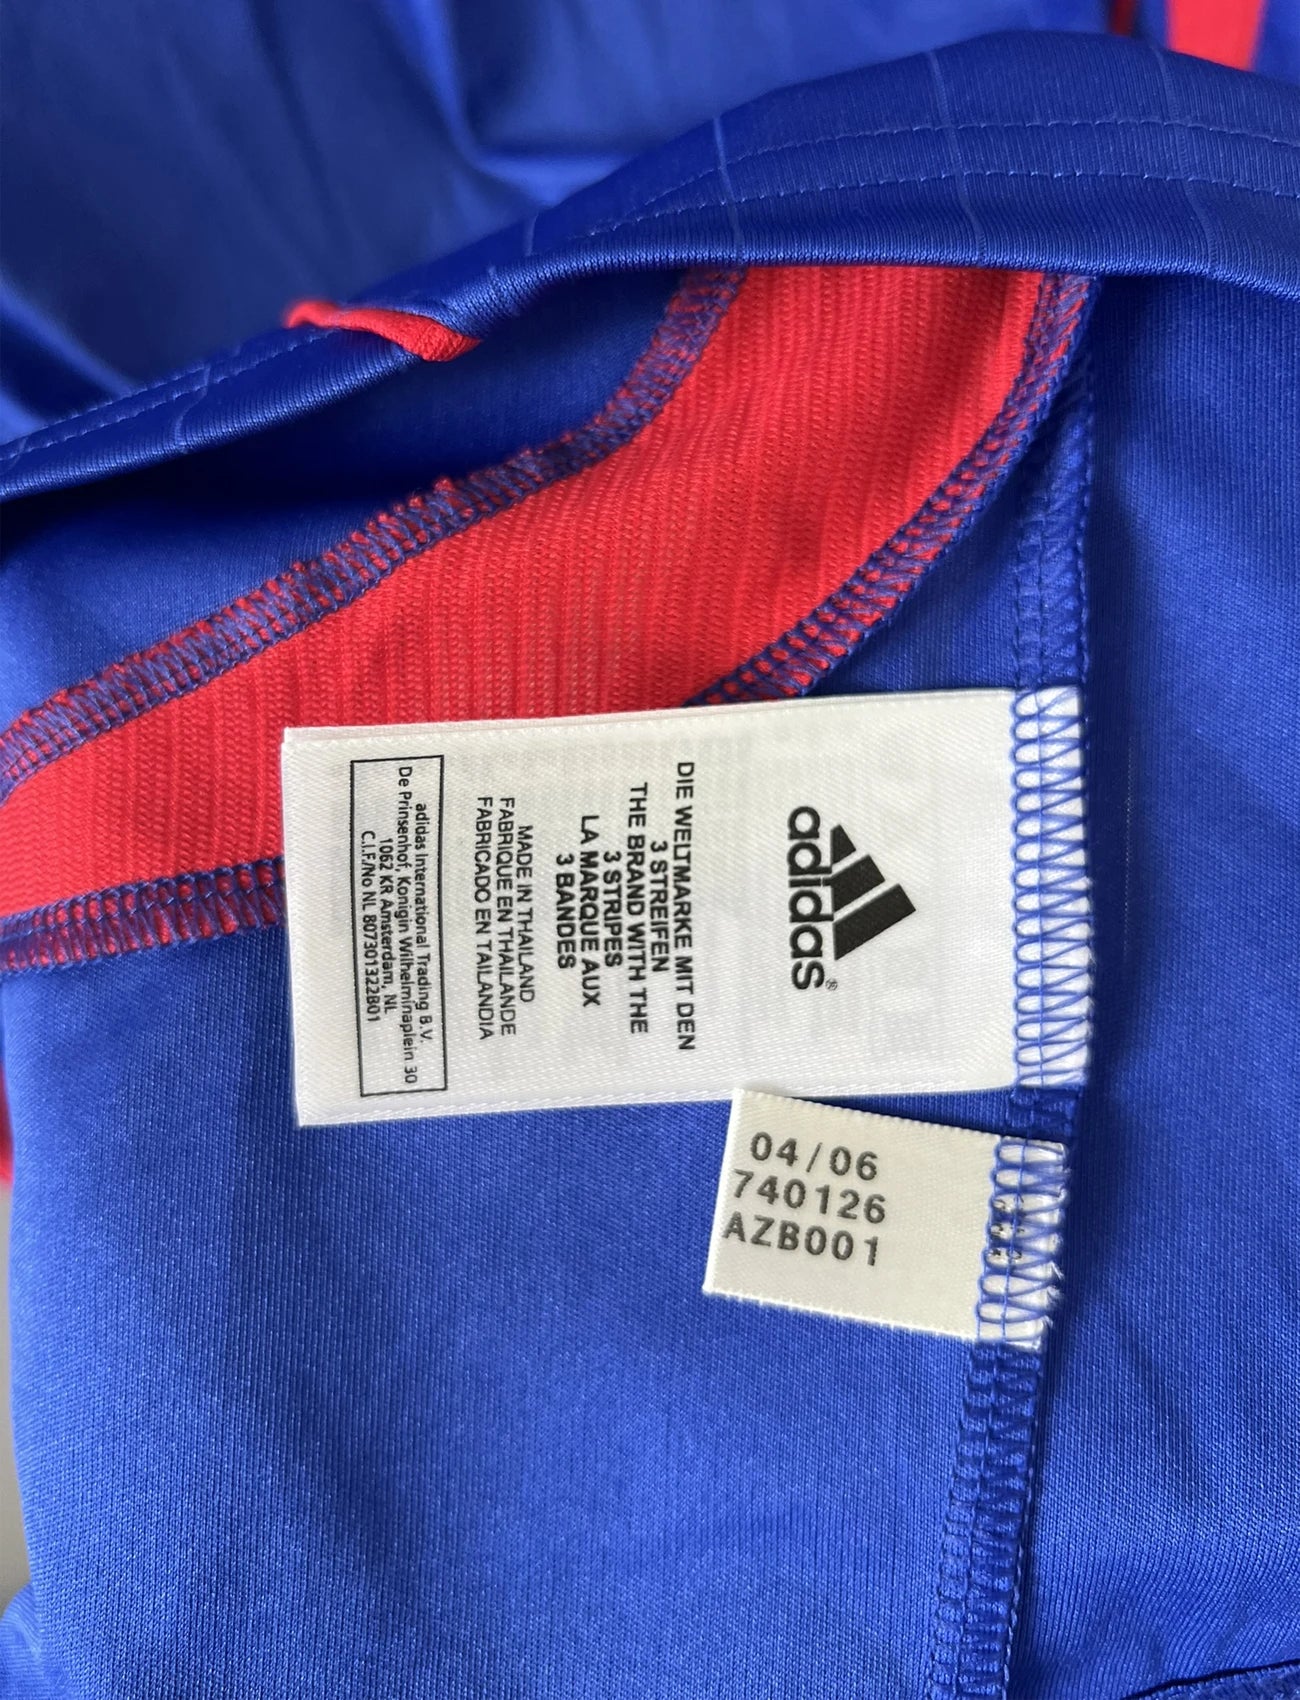 adidas®
DIE WELTMARKE MIT DEN
3 STREIFEN
THE BRAND WITH THE
3 STRIPES
LA MARQUE AUX
3 BANDES
MADE IN THAILAND
FABRIQUE EN THAILANDE
FABRICADO EN TAILANDIA
adidas International Trading B.V.
De Prinsenhof, Konigin Wilhelminaplein 30
1062 KR Amsterdam, NL
C.I.F./No NL 807301322B01
04/06
740126
AZB001